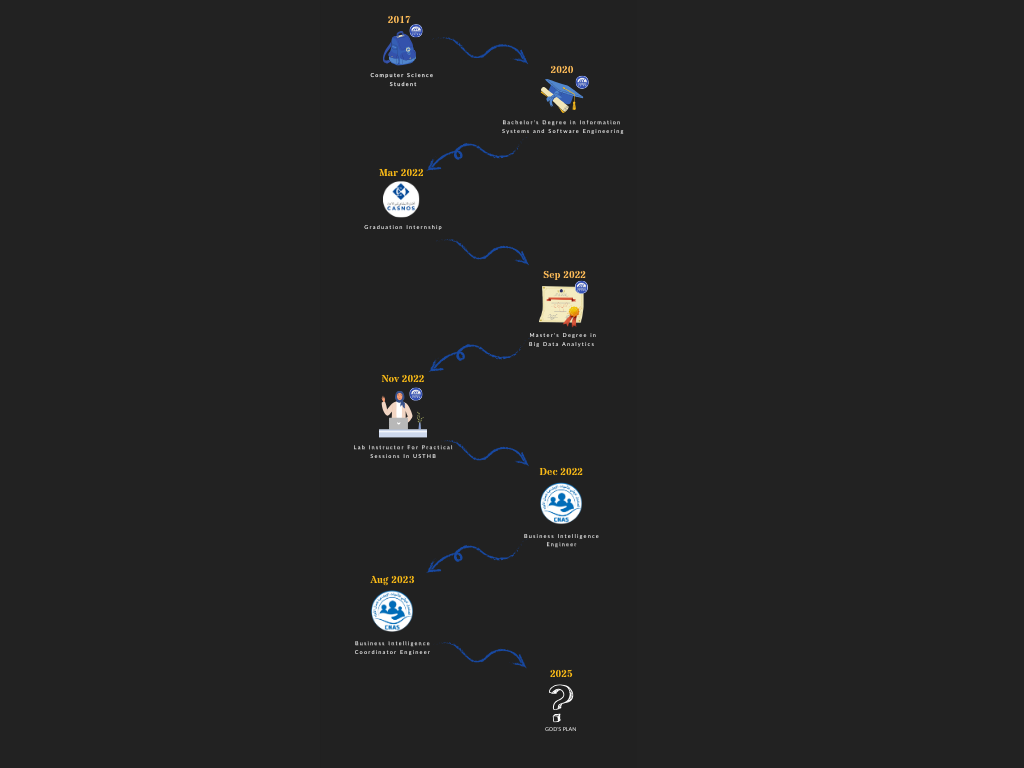 2017
Computer Science
Student
2020
Bachelor's Degree in Information
Systems and Software Engineering
Mar 2022
CASNOS
Graduation Internship
Sep 2022
Master's Degree in
Big Data Analytics
Nov 2022
Lab Instructor For Practical
Sessions In USTHB
Dec 2022
CNAS
Business Intelligence
Engineer
Aug 2023
CNAS
Business Intelligence
Coordinator Engineer
2025
?
GOD'S PLAN